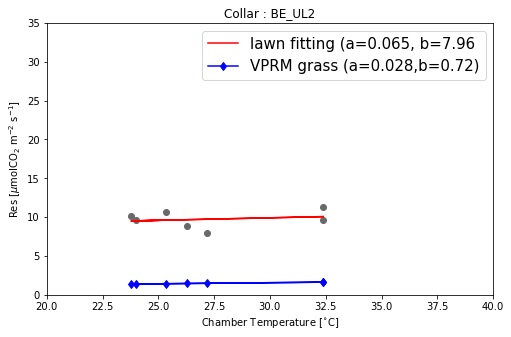 Collar : BE_UL2
lawn fitting (a=0.065, b=7.96
VPRM grass (a=0.028,b=0.72)
Res [μmolCO₂ m⁻² s⁻¹]
35
30
25
20
15
10
5
0
20.0 22.5 25.0 27.5 30.0 32.5 35.0 37.5 40.0
Chamber Temperature [°C]